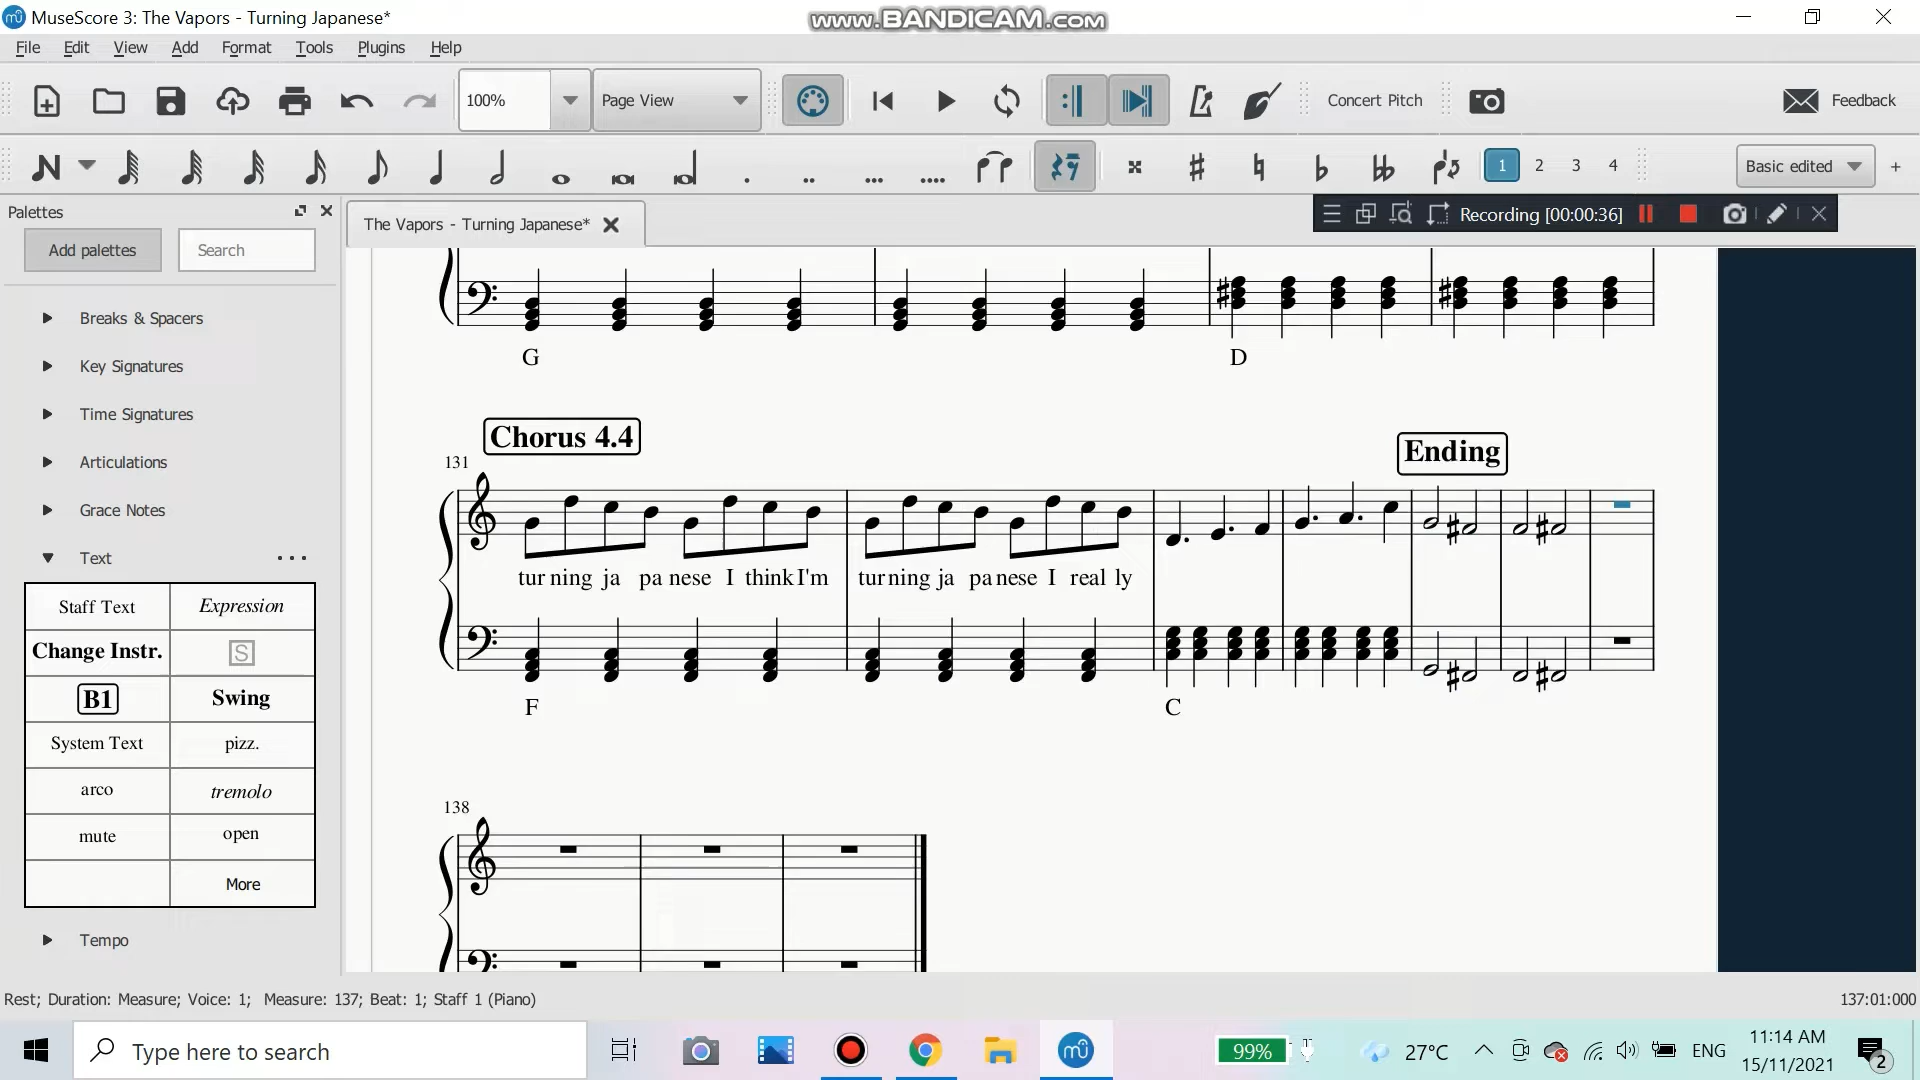 MuseScore 3: The Vapors - Turning Japanese*
www.BANDICAM.com
File Edit View Add Format Tools Plugins Help
100%
Page View
Concert Pitch
Feedback
1 2 3 4
Basic edited
+
Palettes
The Vapors - Turning Japanese*
Recording [00:00:36]
Add palettes
Search
Breaks & Spacers
Key Signatures
Time Signatures
Articulations
Grace Notes
Text
...
Staff Text Expression
Change Instr. S
B1 Swing
System Text pizz.
arco tremolo
mute open
More
Tempo
G D
Chorus 4.4
Ending
131
tur ning ja pa nese I think I'm tur ning ja pa nese I real ly
F C
138
Rest; Duration: Measure; Voice: 1; Measure: 137; Beat: 1; Staff 1 (Piano)
137:01:000
Type here to search
99%
27°C
ENG
11:14 AM
15/11/2021
2